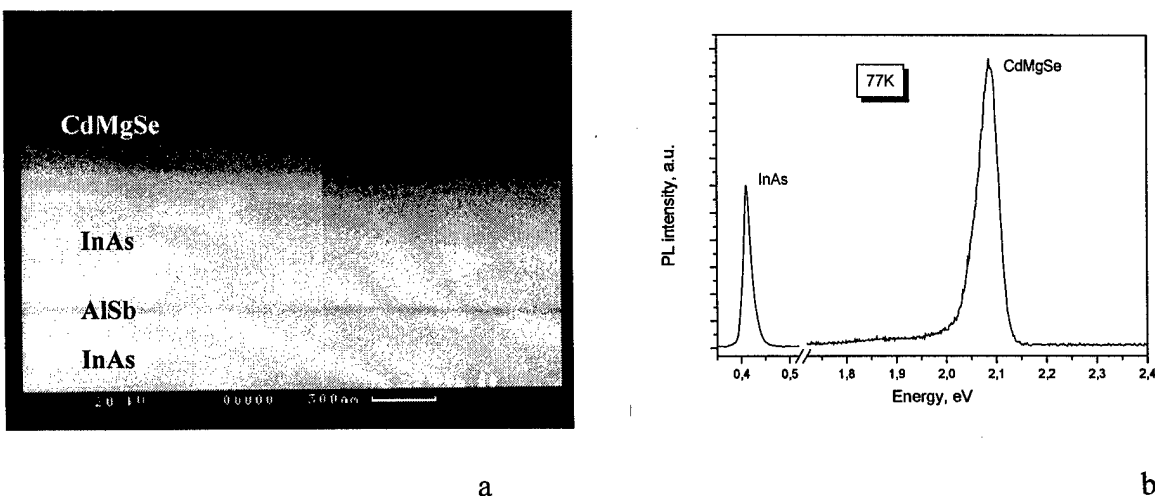 CdMgSe
InAs
AlSb
InAs
500nm
a
PL intensity, a.u.
77K
CdMgSe
InAs
0,4 0,5 1,8 1,9 2,0 2,1 2,2 2,3 2,4
Energy, eV
b